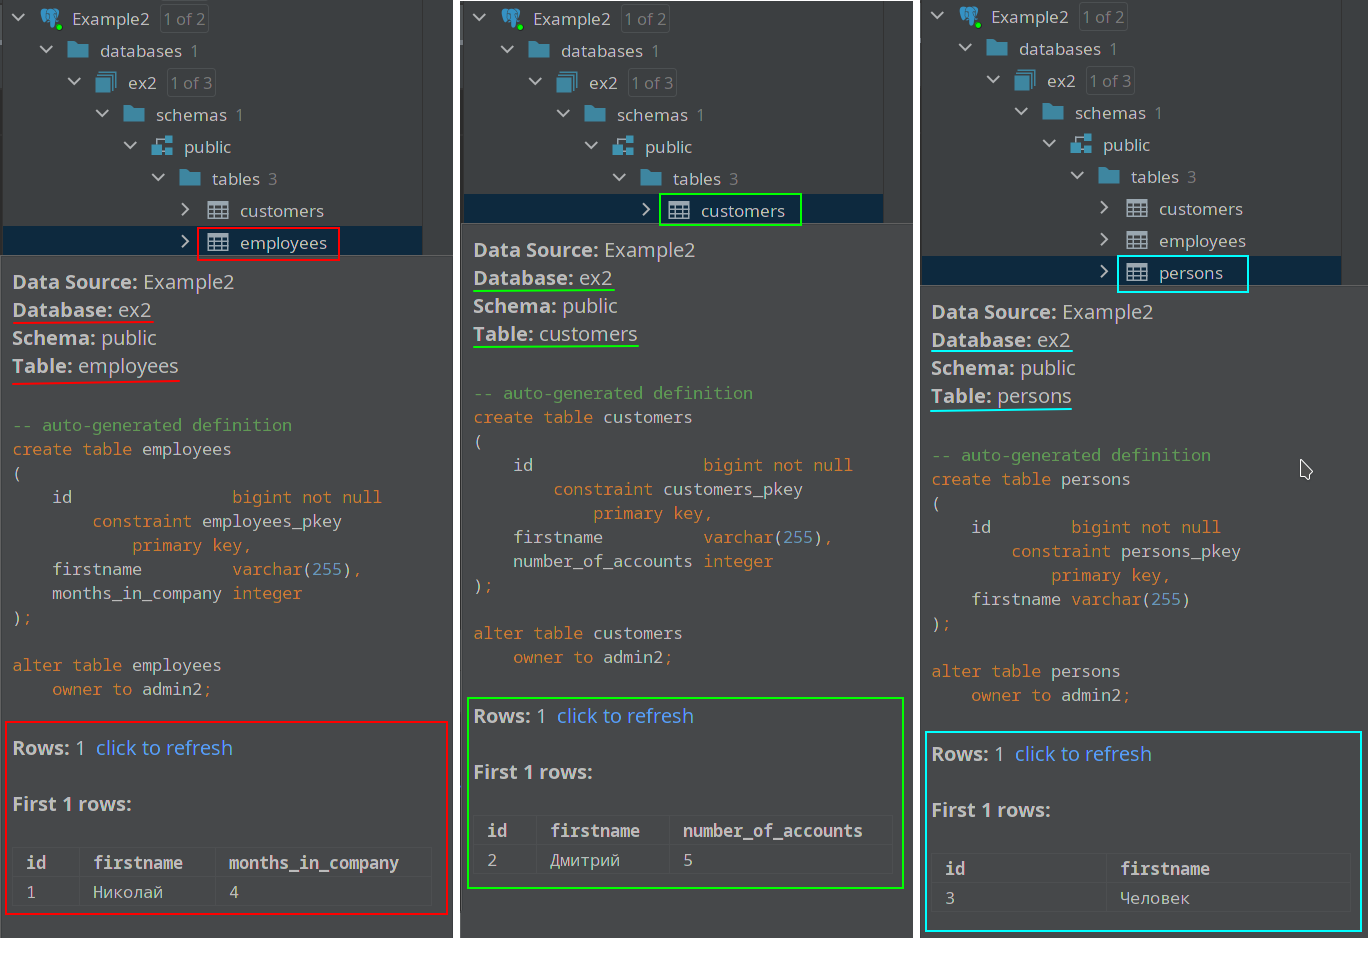 Example2 1 of 2
databases 1
ex2 1 of 3
schemas 1
public
tables 3
customers
employees
Data Source: Example2
Database: ex2
Schema: public
Table: employees
-- auto-generated definition
create table employees
(
id bigint not null
constraint employees_pkey
primary key,
firstname varchar(255),
months_in_company integer
);
alter table employees
owner to admin2;
Rows: 1 click to refresh
First 1 rows:
id firstname months_in_company
1 Николай 4
Example2 1 of 2
databases 1
ex2 1 of 3
schemas 1
public
tables 3
customers
Data Source: Example2
Database: ex2
Schema: public
Table: customers
-- auto-generated definition
create table customers
(
id bigint not null
constraint customers_pkey
primary key,
firstname varchar(255),
number_of_accounts integer
);
alter table customers
owner to admin2;
Rows: 1 click to refresh
First 1 rows:
id firstname number_of_accounts
2 Дмитрий 5
Example2 1 of 2
databases 1
ex2 1 of 3
schemas 1
public
tables 3
customers
employees
persons
Data Source: Example2
Database: ex2
Schema: public
Table: persons
-- auto-generated definition
create table persons
(
id bigint not null
constraint persons_pkey
primary key,
firstname varchar(255)
);
alter table persons
owner to admin2;
Rows: 1 click to refresh
First 1 rows:
id firstname
3 Человек